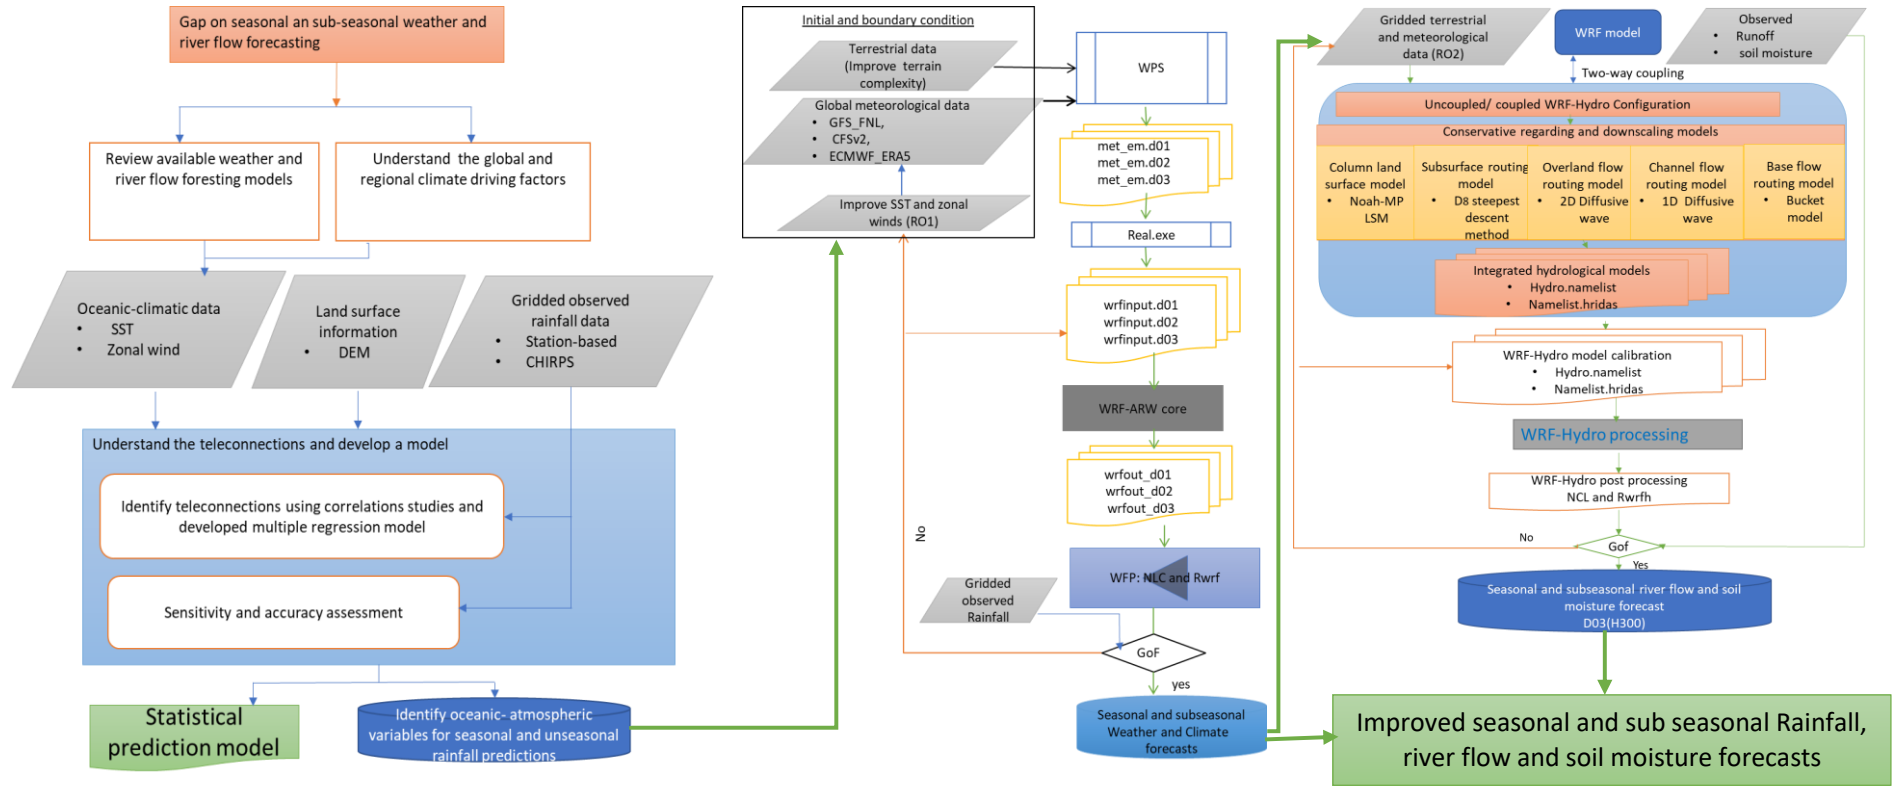 Gap on seasonal an sub-seasonal weather and
river flow forecasting
Review available weather and
river flow foresting models
Understand the global and
regional climate driving factors
Oceanic-climatic data
• SST
• Zonal wind
Land surface
information
• DEM
Gridded observed
rainfall data
• Station-based
• CHIRPS
Understand the teleconnections and develop a model
Identify teleconnections using correlations studies and
developed multiple regression model
Sensitivity and accuracy assessment
Statistical
prediction model
Identify oceanic- atmospheric
variables for seasonal and unseasonal
rainfall predictions
Initial and boundary condition
Terrestrial data
(Improve terrain
complexity)
Global meteorological data
• GFS_FNL,
• CFSv2,
• ECMWF_ERA5
Improve SST and zonal
winds (RO1)
WPS
met_em.d01
met_em.d02
met_em.d03
Real.exe
wrfinput.d01
wrfinput.d02
wrfinput.d03
WRF-ARW core
wrfout_d01
wrfout_d02
wrfout_d03
No
WFP: NLC and Rwrf
Gridded
observed
Rainfall
GoF
yes
Seasonal and subseasonal
Weather and Climate
forecasts
Gridded terrestrial
and meteorological
data (RO2)
WRF model
Observed
• Runoff
• soil moisture
Two-way coupling
Uncoupled/ coupled WRF-Hydro Configuration
Conservative regarding and downscaling models
Column land
surface model
• Noah-MP
LSM
Subsurface routing
model
• D8 steepest
descent
method
Overland flow
routing model
• 2D Diffusive
wave
Channel flow
routing model
• 1D Diffusive
wave
Base flow
routing model
• Bucket
model
Integrated hydrological models
• Hydro.namelist
• Namelist.hridas
WRF-Hydro model calibration
• Hydro.namelist
• Namelist.hridas
WRF-Hydro processing
WRF-Hydro post processing
NCL and Rwrfh
No
Gof
Yes
Seasonal and subseasonal river flow and soil
moisture forecast
D03(H300)
Improved seasonal and sub seasonal Rainfall,
river flow and soil moisture forecasts